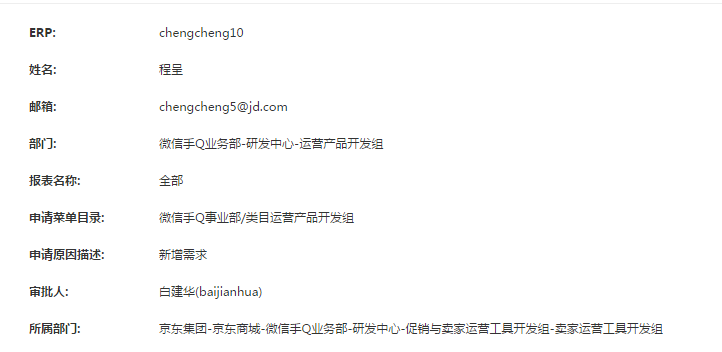 ERP: chengcheng10
姓名: 程呈
邮箱: chengcheng5@jd.com
部门: 微信手Q业务部-研发中心-运营产品开发组
报表名称: 全部
申请菜单目录: 微信手Q事业部/类目运营产品开发组
申请原因描述: 新增需求
审批人: 白建华(baijianhua)
所属部门: 京东集团-京东商城-微信手Q业务部-研发中心-促销与卖家运营工具开发组-卖家运营工具开发组